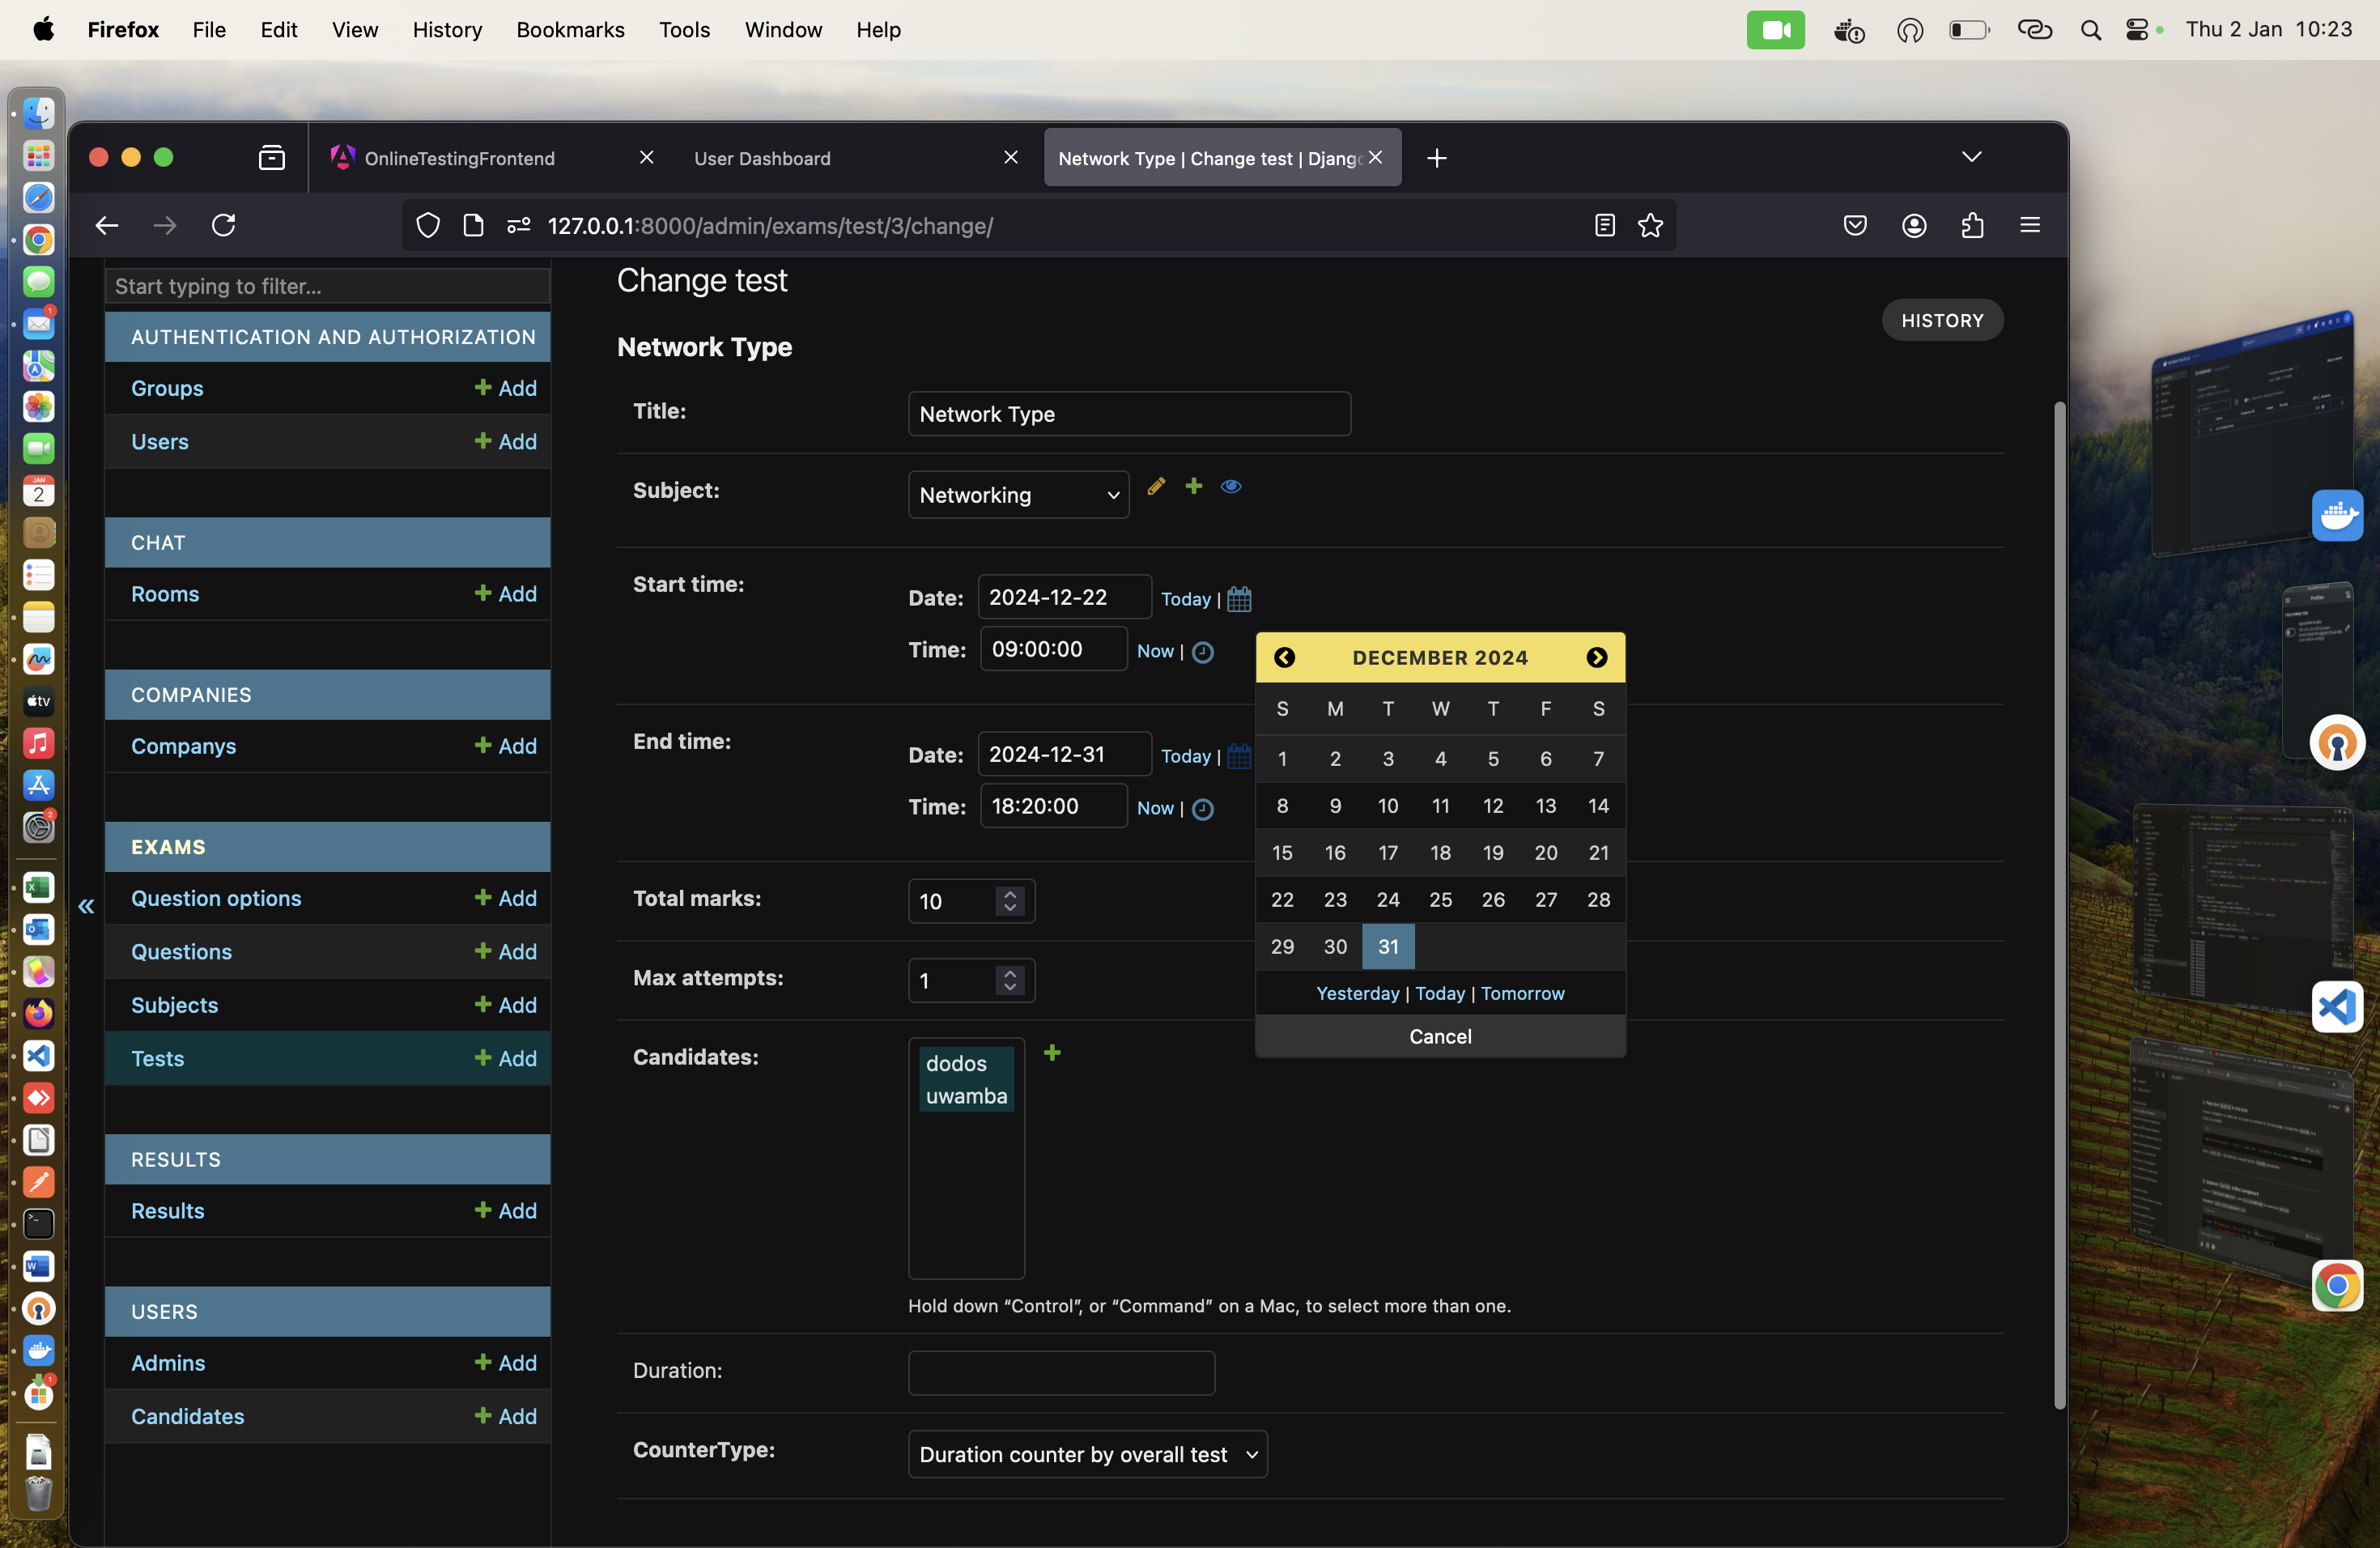 Firefox File Edit View History Bookmarks Tools Window Help
Thu 2 Jan 10:23
OnlineTestingFrontend
User Dashboard
Network Type | Change test | Djang
127.0.0.1:8000/admin/exams/test/3/change/
Start typing to filter...
AUTHENTICATION AND AUTHORIZATION
Groups + Add
Users + Add
CHAT
Rooms + Add
COMPANIES
Companys + Add
EXAMS
Question options + Add
Questions + Add
Subjects + Add
Tests + Add
RESULTS
Results + Add
USERS
Admins + Add
Candidates + Add
«
Change test
HISTORY
Network Type
Title: Network Type
Subject: Networking
Start time:
Date: 2024-12-22 Today |
Time: 09:00:00 Now |
End time:
Date: 2024-12-31 Today |
Time: 18:20:00 Now |
DECEMBER 2024
S M T W T F S
1 2 3 4 5 6 7
8 9 10 11 12 13 14
15 16 17 18 19 20 21
22 23 24 25 26 27 28
29 30 31
Yesterday | Today | Tomorrow
Cancel
Total marks: 10
Max attempts: 1
Candidates:
dodos
uwamba
Hold down “Control”, or “Command” on a Mac, to select more than one.
Duration:
CounterType: Duration counter by overall test
JAN
2
tv